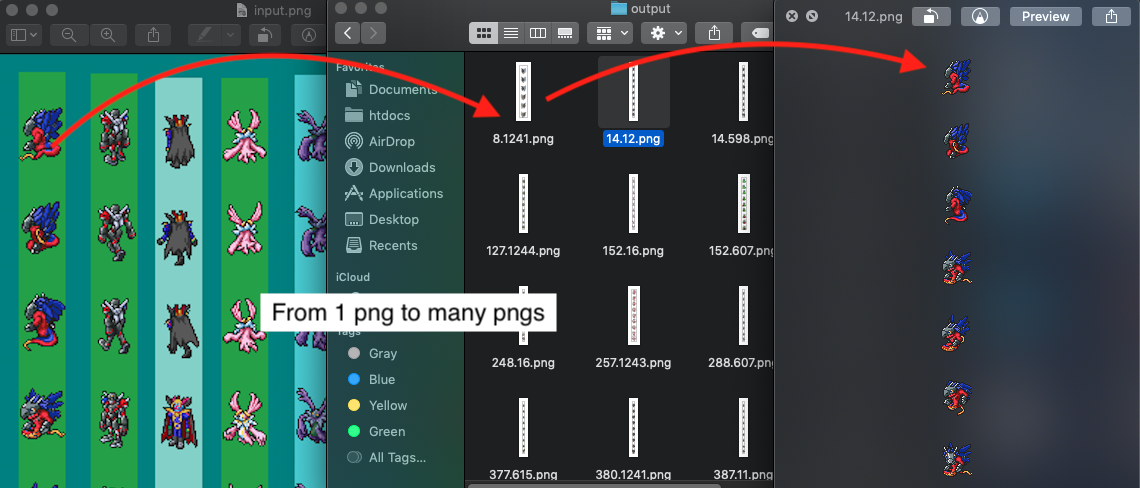 input.png
output
14.12.png
Preview
Favorites
Documents
htdocs
AirDrop
Downloads
Applications
Desktop
Recents
iCloud
Tags
Gray
Blue
Yellow
Green
All Tags...
8.1241.png
14.12.png
14.598.png
127.1244.png
152.16.png
152.607.png
248.16.png
257.1243.png
288.607.png
377.615.png
380.1241.png
387.11.png
From 1 png to many pngs